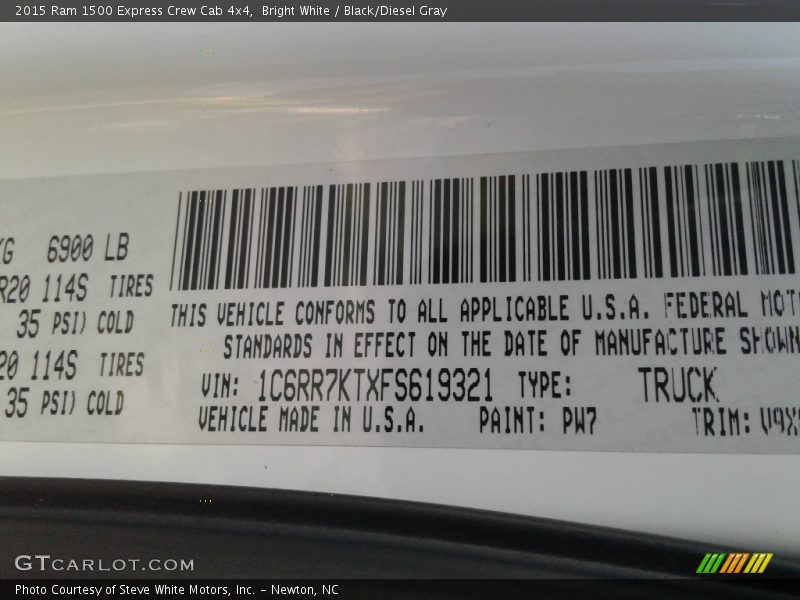 2015 Ram 1500 Express Crew Cab 4x4,  Bright White / Black/Diesel Gray
6900 LB
114S TIRES
35 PSI) COLD
114S TIRES
35 PSI) COLD
THIS VEHICLE CONFORMS TO ALL APPLICABLE U.S.A. FEDERAL
STANDARDS IN EFFECT ON THE DATE OF MANUFACTURE SHOWN
VIN: 1C6RR7KTXFS619321 TYPE: TRUCK
VEHICLE MADE IN U.S.A. PAINT: PW7 TRIM:
GTCARLOT.COM
Photo Courtesy of Steve White Motors, Inc. – Newton, NC